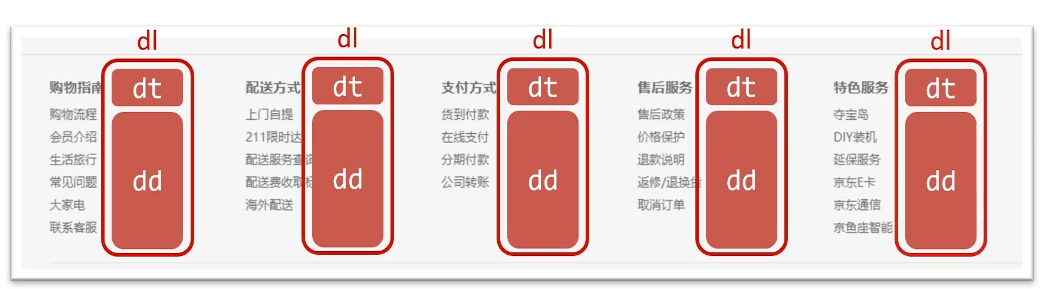 dl
dl
dl
dl
dl
购物指南
dt
配送方式
dt
支付方式
dt
售后服务
dt
特色服务
dt
购物流程
上门自提
货到付款
售后政策
夺宝鸟
会员介绍
211限时达
在线支付
价格保护
DIY装机
生活旅行
配送服务查询
分期付款
退款说明
延保服务
常见问题
dd
配送费收取标
dd
公司转账
dd
返修/退换货
dd
京东E卡
dd
大家电
海外配送
取消订单
京东通信
联系客服
京鱼座智能